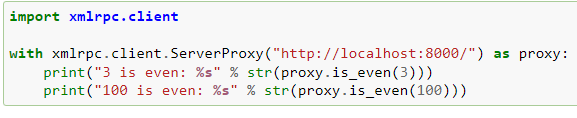 import xmlrpc.client

with xmlrpc.client.ServerProxy("http://localhost:8000/") as proxy:
    print("3 is even: %s" % str(proxy.is_even(3)))
    print("100 is even: %s" % str(proxy.is_even(100)))